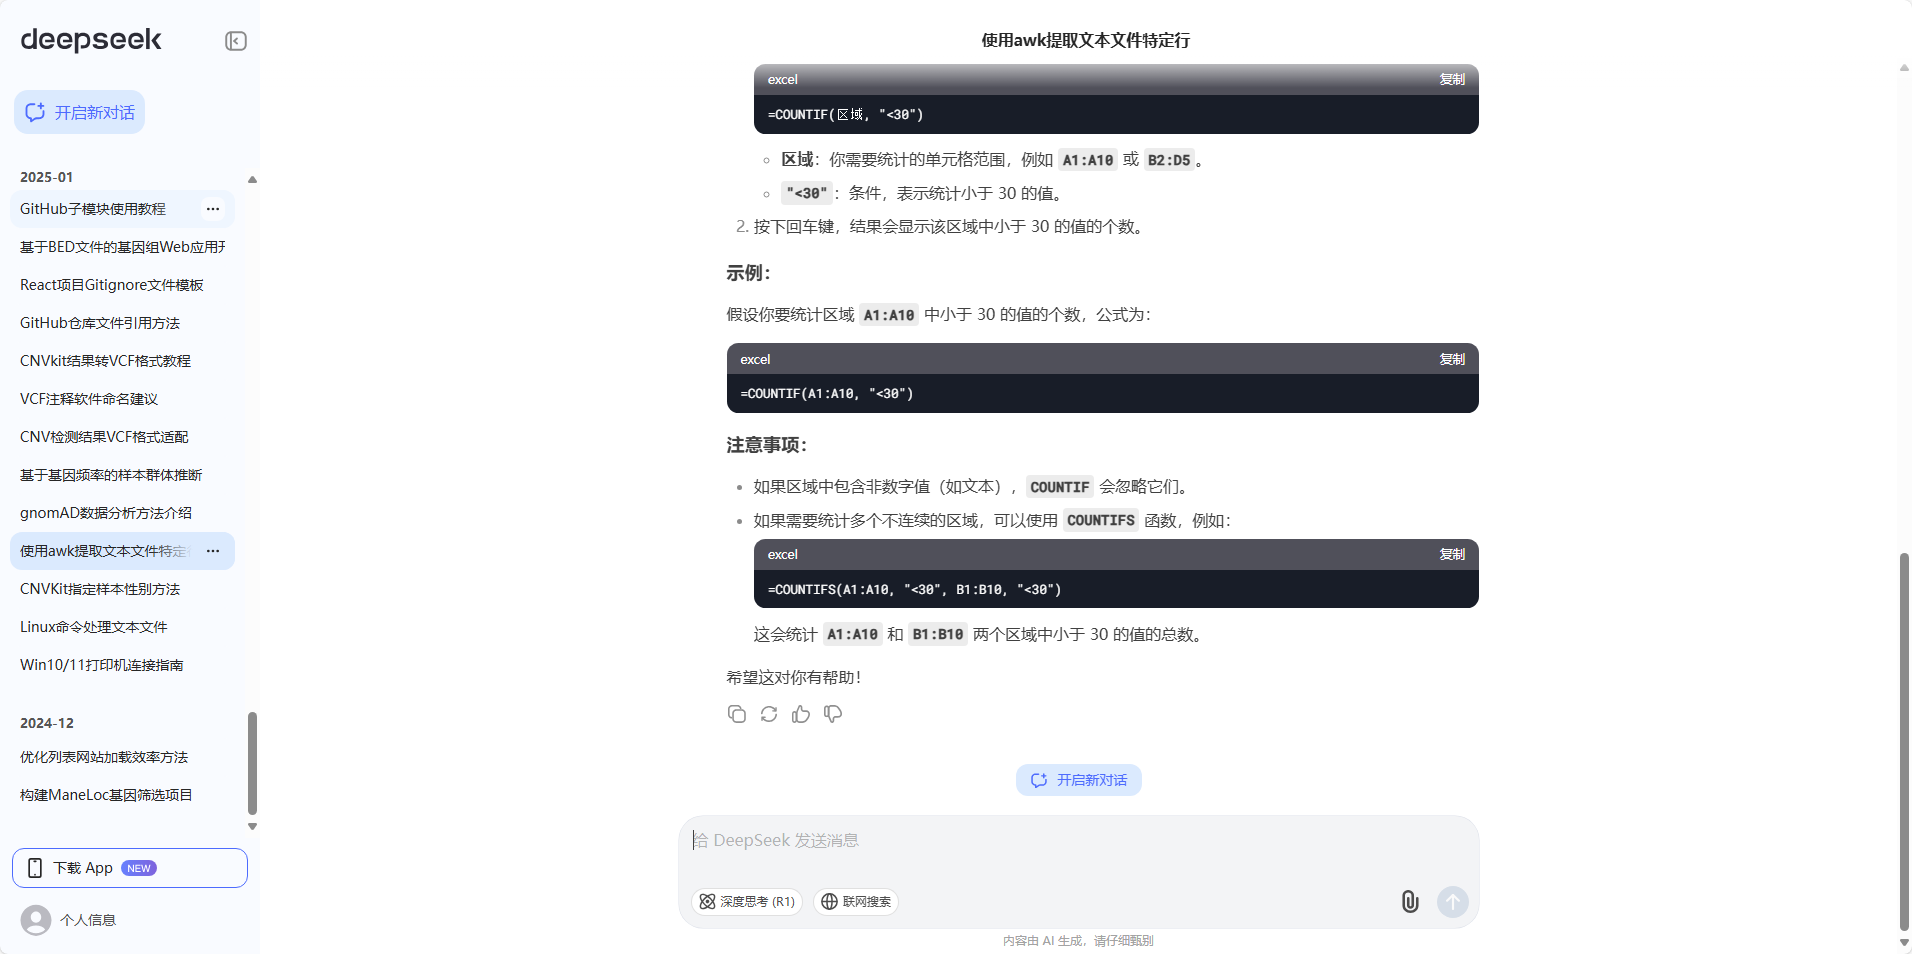 deepseek
开启新对话
2025-01
GitHub子模块使用教程
基于BED文件的基因组Web应用开
React项目Gitignore文件模板
GitHub仓库文件引用方法
CNVkit结果转VCF格式教程
VCF注释软件命名建议
CNV检测结果VCF格式适配
基于基因频率的样本群体推断
gnomAD数据分析方法介绍
使用awk提取文本文件特定
CNVKit指定样本性别方法
Linux命令处理文本文件
Win10/11打印机连接指南
2024-12
优化列表网站加载效率方法
构建ManeLoc基因筛选项目
下载 App NEW
个人信息
使用awk提取文本文件特定行
excel 复制
=COUNTIF(区域, "<30")
区域：你需要统计的单元格范围，例如 A1:A10 或 B2:D5。
"<30"：条件，表示统计小于 30 的值。
2. 按下回车键，结果会显示该区域中小于 30 的值的个数。
示例：
假设你要统计区域 A1:A10 中小于 30 的值的个数，公式为：
excel 复制
=COUNTIF(A1:A10, "<30")
注意事项：
如果区域中包含非数字值（如文本），COUNTIF 会忽略它们。
如果需要统计多个不连续的区域，可以使用 COUNTIFS 函数，例如：
excel 复制
=COUNTIFS(A1:A10, "<30", B1:B10, "<30")
这会统计 A1:A10 和 B1:B10 两个区域中小于 30 的值的总数。
希望这对你有帮助！
开启新对话
给 DeepSeek 发送消息
深度思考 (R1) 联网搜索
内容由 AI 生成，请仔细甄别